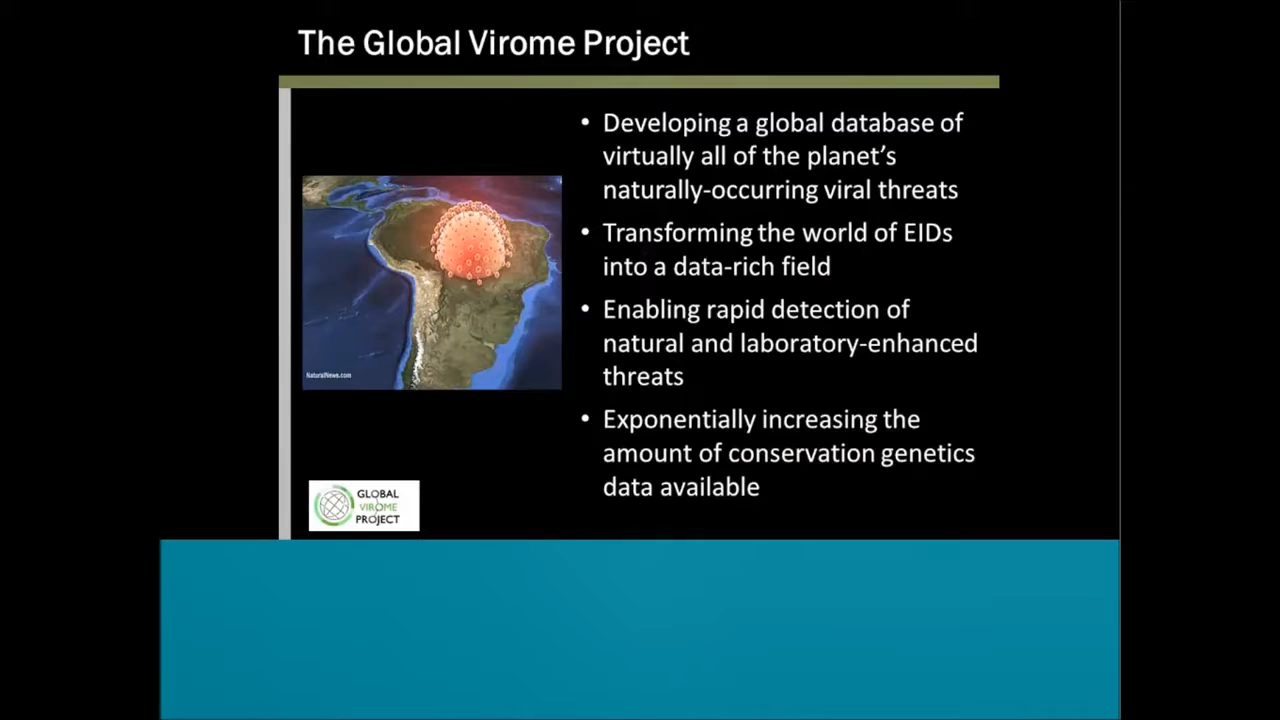 The Global Virome Project
• Developing a global database of
virtually all of the planet's
naturally-occurring viral threats
• Transforming the world of EIDs
into a data-rich field
• Enabling rapid detection of
natural and laboratory-enhanced
threats
• Exponentially increasing the
amount of conservation genetics
data available
NaturalNews.com
GLOBAL
VIROME
PROJECT